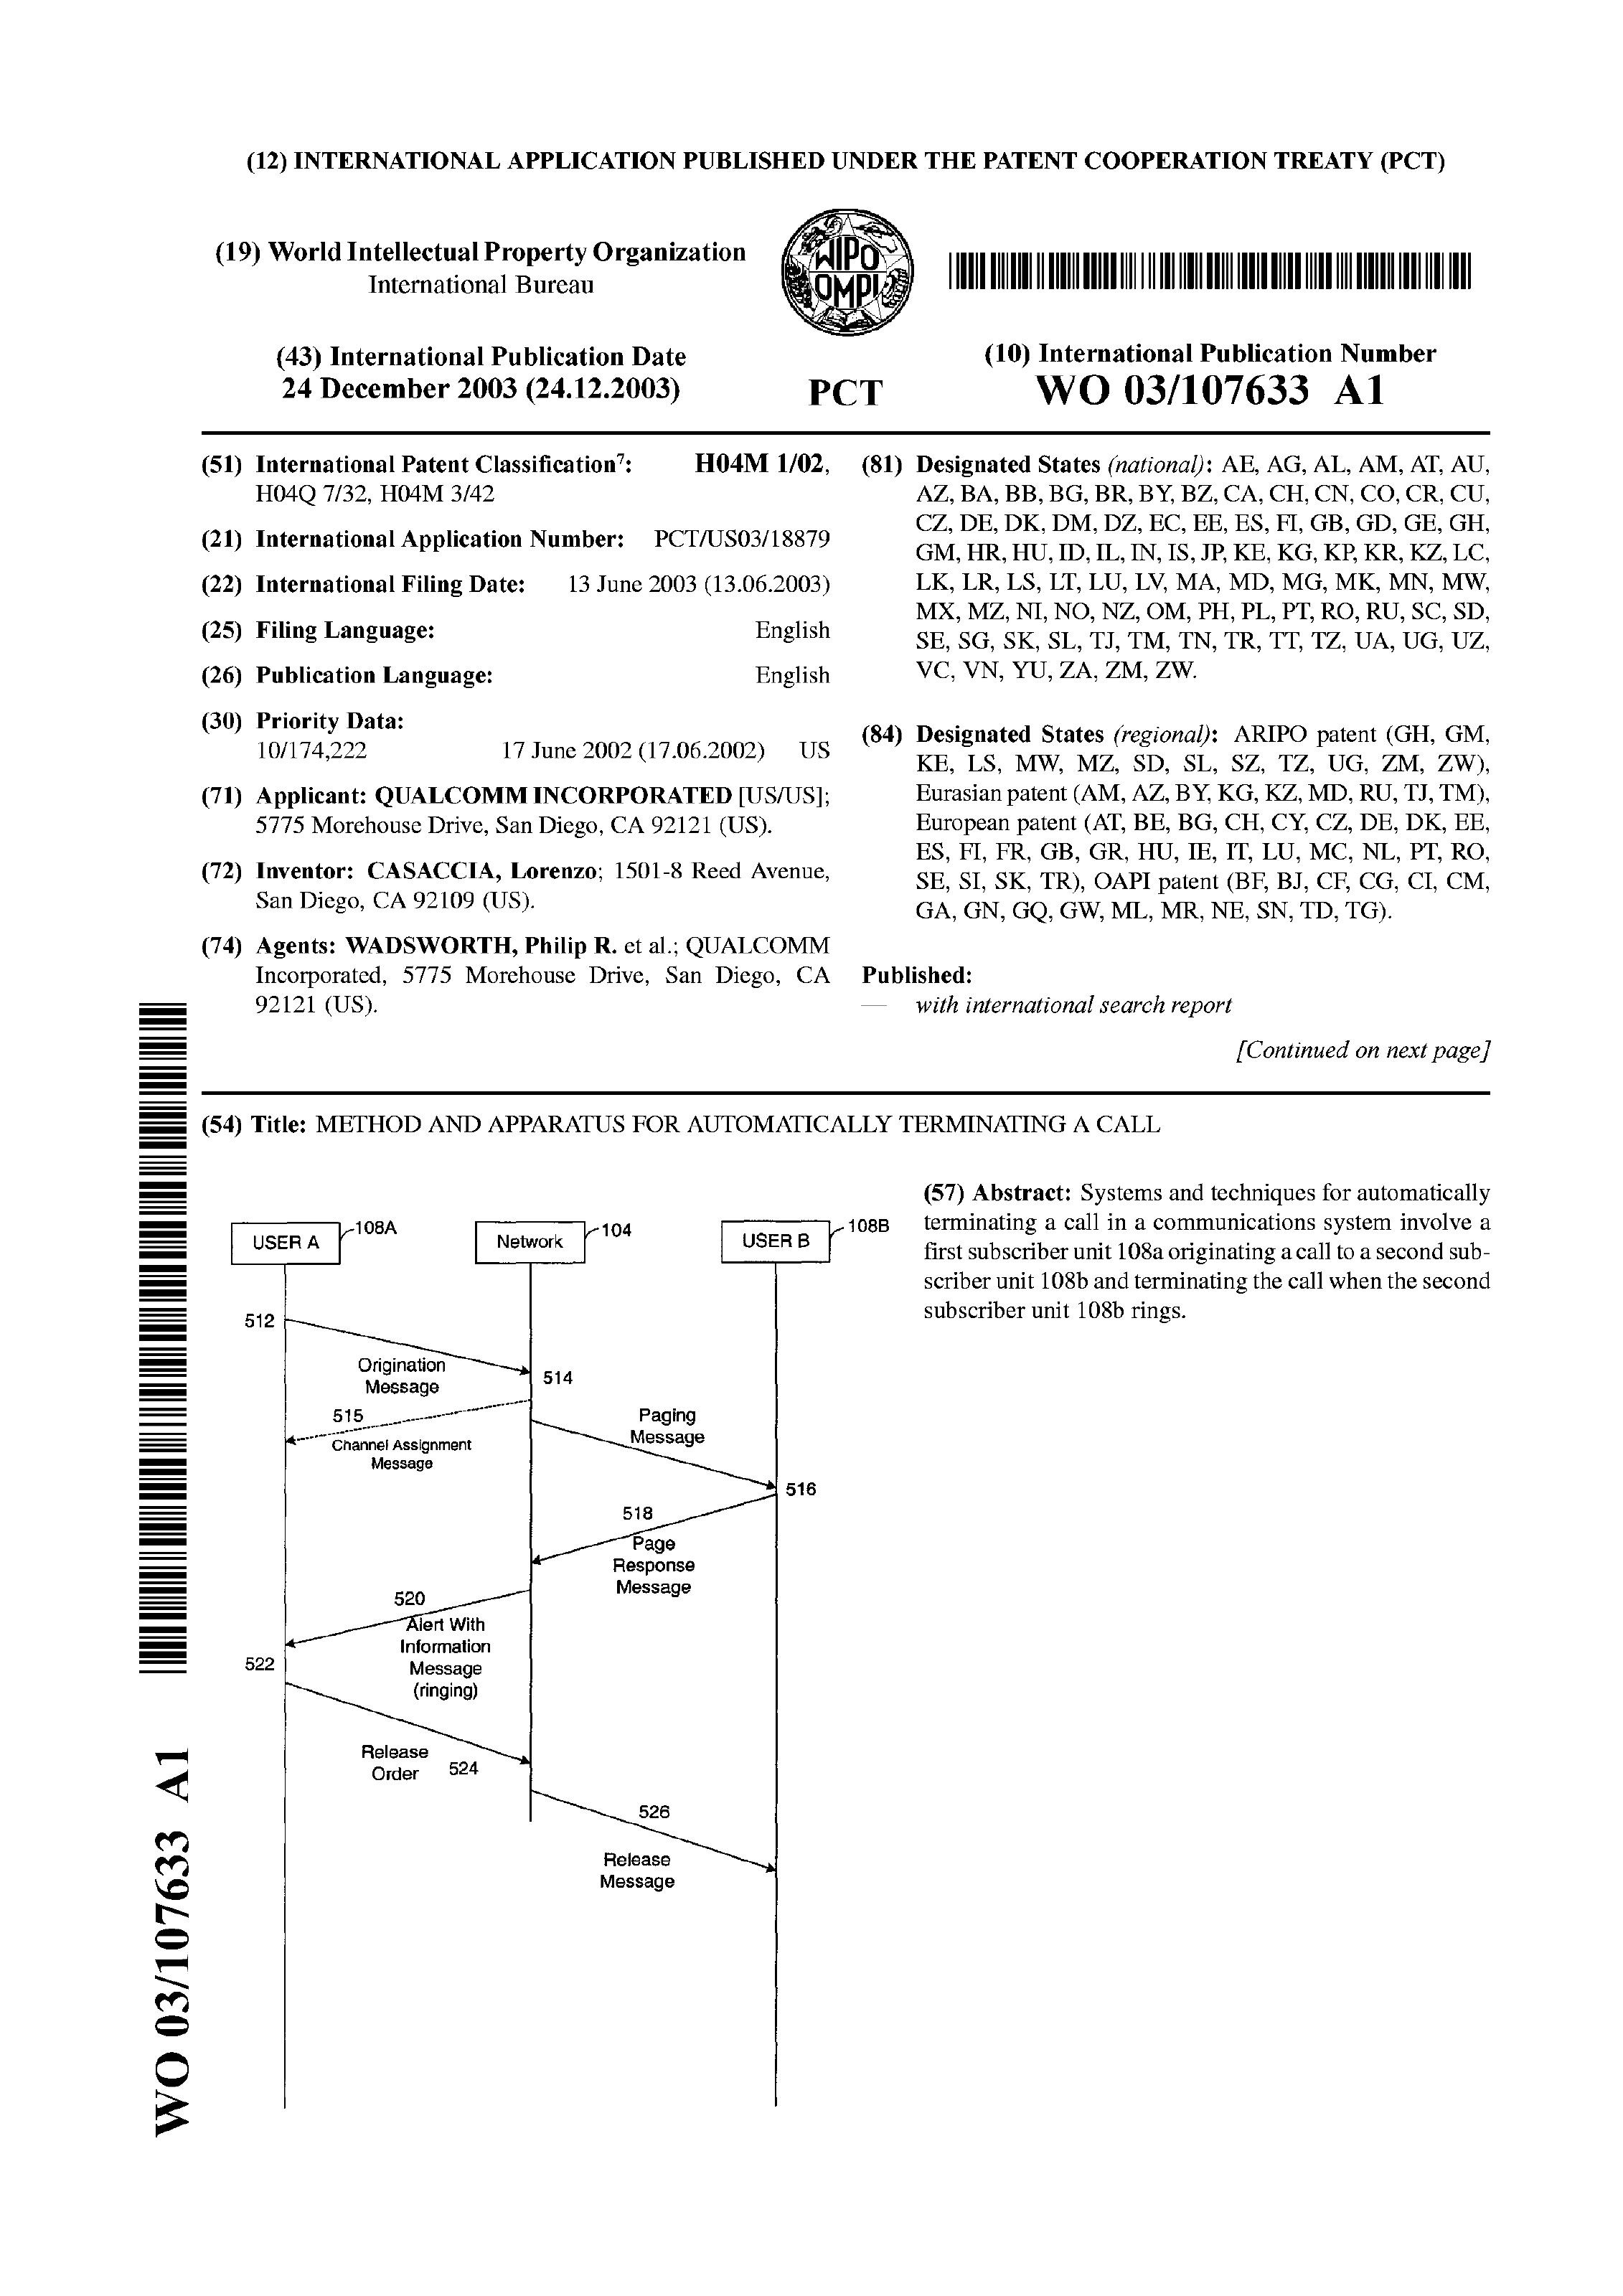 (12) INTERNATIONAL APPLICATION PUBLISHED UNDER THE PATENT COOPERATION TREATY (PCT)
(19) World Intellectual Property Organization
International Bureau
WIPO
OMPI
(43) International Publication Date
24 December 2003 (24.12.2003)
PCT
(10) International Publication Number
WO 03/107633 A1
(51) International Patent Classification7: H04M 1/02,
H04Q 7/32, H04M 3/42
(21) International Application Number: PCT/US03/18879
(22) International Filing Date: 13 June 2003 (13.06.2003)
(25) Filing Language: English
(26) Publication Language: English
(30) Priority Data:
10/174,222 17 June 2002 (17.06.2002) US
(71) Applicant: QUALCOMM INCORPORATED [US/US];
5775 Morehouse Drive, San Diego, CA 92121 (US).
(72) Inventor: CASACCIA, Lorenzo; 1501-8 Reed Avenue,
San Diego, CA 92109 (US).
(74) Agents: WADSWORTH, Philip R. et al.; QUALCOMM
Incorporated, 5775 Morehouse Drive, San Diego, CA
92121 (US).
(81) Designated States (national): AE, AG, AL, AM, AT, AU,
AZ, BA, BB, BG, BR, BY, BZ, CA, CH, CN, CO, CR, CU,
CZ, DE, DK, DM, DZ, EC, EE, ES, FI, GB, GD, GE, GH,
GM, HR, HU, ID, IL, IN, IS, JP, KE, KG, KP, KR, KZ, LC,
LK, LR, LS, LT, LU, LV, MA, MD, MG, MK, MN, MW,
MX, MZ, NI, NO, NZ, OM, PH, PL, PT, RO, RU, SC, SD,
SE, SG, SK, SL, TJ, TM, TN, TR, TT, TZ, UA, UG, UZ,
VC, VN, YU, ZA, ZM, ZW.
(84) Designated States (regional): ARIPO patent (GH, GM,
KE, LS, MW, MZ, SD, SL, SZ, TZ, UG, ZM, ZW),
Eurasian patent (AM, AZ, BY, KG, KZ, MD, RU, TJ, TM),
European patent (AT, BE, BG, CH, CY, CZ, DE, DK, EE,
ES, FI, FR, GB, GR, HU, IE, IT, LU, MC, NL, PT, RO,
SE, SI, SK, TR), OAPI patent (BF, BJ, CF, CG, CI, CM,
GA, GN, GQ, GW, ML, MR, NE, SN, TD, TG).
Published:
— with international search report
[Continued on next page]
(54) Title: METHOD AND APPARATUS FOR AUTOMATICALLY TERMINATING A CALL
(57) Abstract: Systems and techniques for automatically
terminating a call in a communications system involve a
first subscriber unit 108a originating a call to a second sub-
scriber unit 108b and terminating the call when the second
subscriber unit 108b rings.
USER A 108A
Network 104
USER B 108B
512
Origination
Message
514
515
Channel Assignment
Message
Paging
Message
516
518
Page
Response
Message
520
Alert With
Information
Message
(ringing)
522
Release
Order 524
526
Release
Message
WO 03/107633 A1